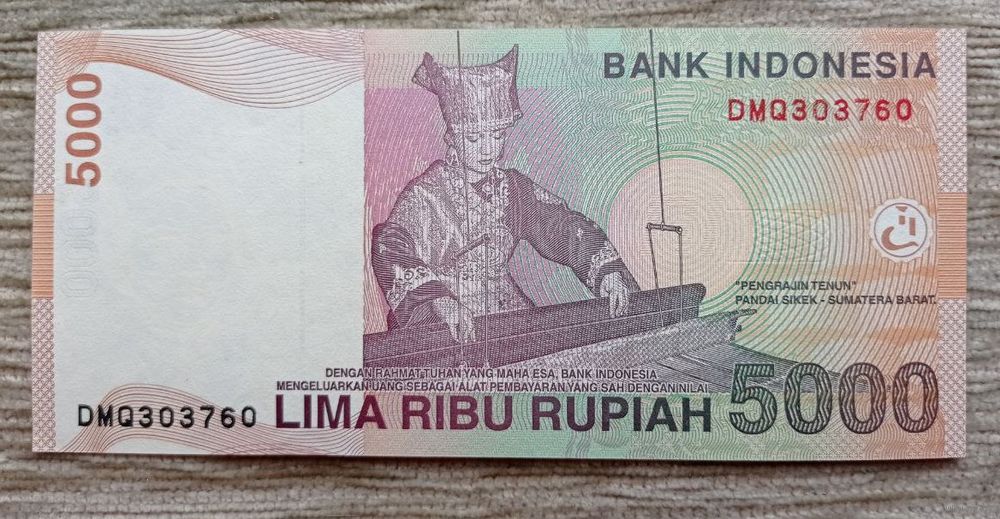 5000
BANK INDONESIA
DMQ303760
"PENGRAJIN TENUN"
PANDAI SIKEK - SUMATERA BARAT.
DENGAN RAHMAT TUHAN YANG MAHA ESA, BANK INDONESIA
MENGELUARKAN UANG SEBAGAI ALAT PEMBAYARAN YANG SAH DENGAN NILAI
DMQ303760
LIMA RIBU RUPIAH 5000